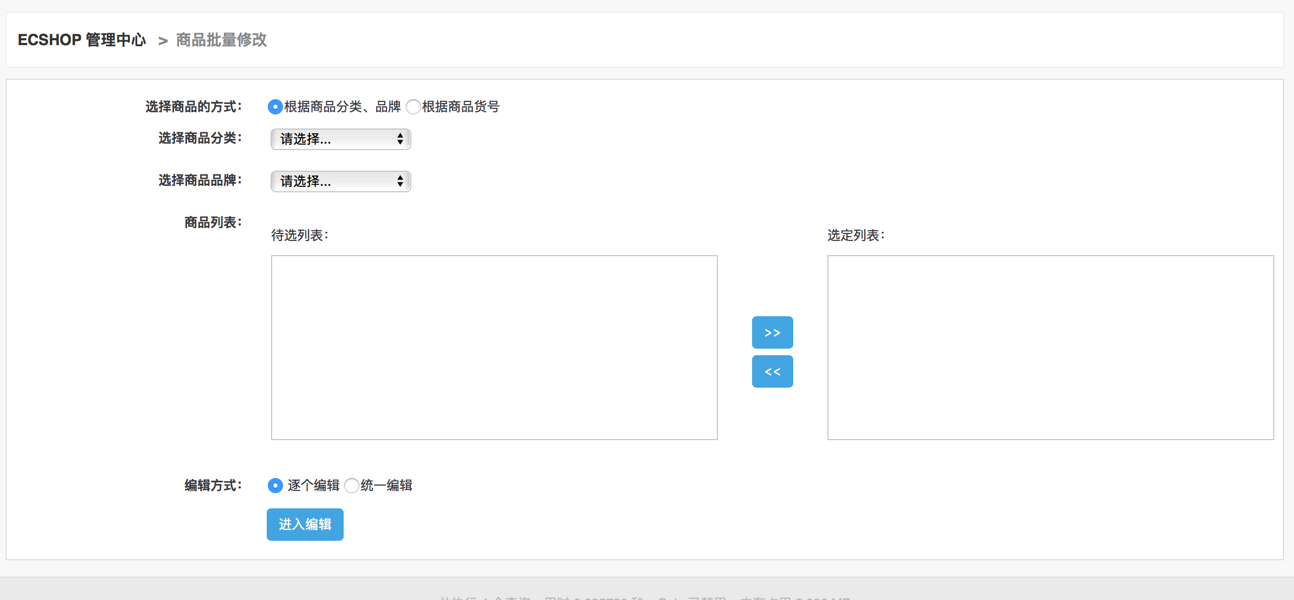 ECSHOP 管理中心 > 商品批量修改
选择商品的方式： 根据商品分类、品牌 根据商品货号
选择商品分类： 请选择...
选择商品品牌： 请选择...
商品列表：
待选列表： 选定列表：
>>
<<
编辑方式： 逐个编辑 统一编辑
进入编辑